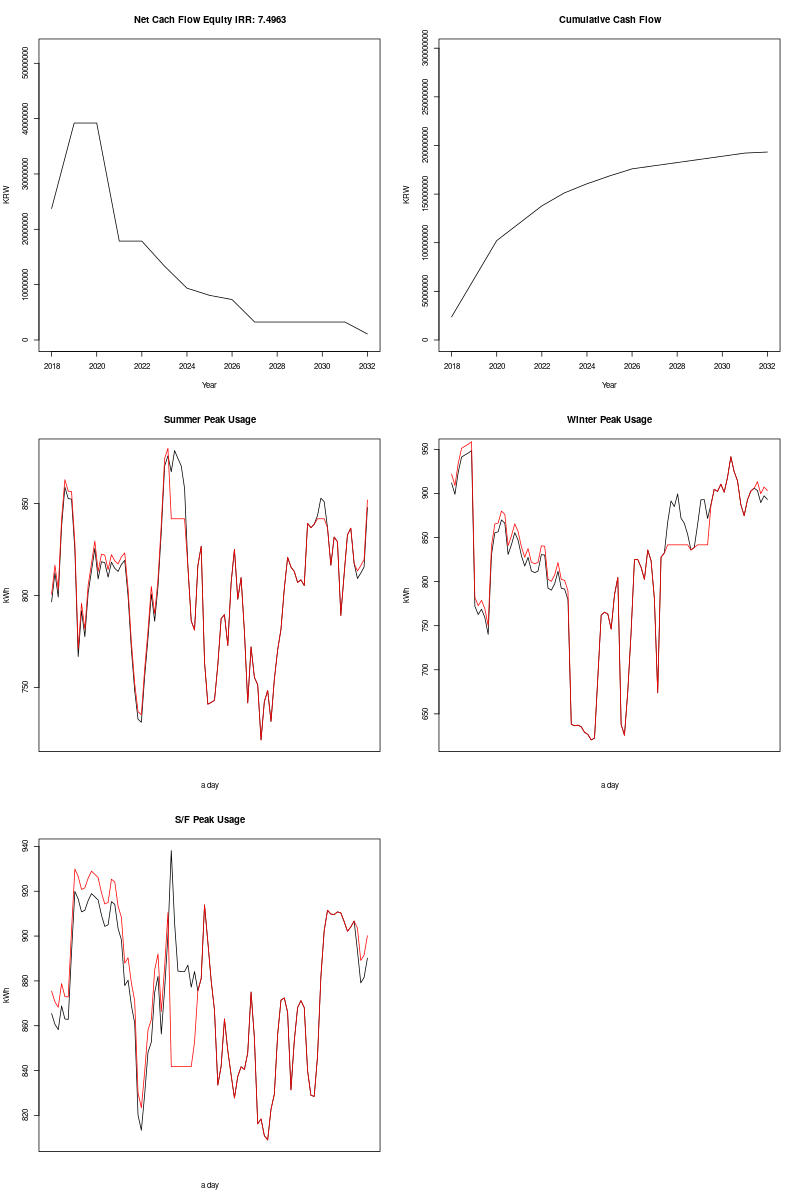 Net Cach Flow Equity IRR: 7.4963
KRW
50000000
40000000
30000000
20000000
10000000
0
2018 2020 2022 2024 2026 2028 2030 2032
Year
Cumulative Cash Flow
KRW
300000000
250000000
200000000
150000000
100000000
50000000
0
2018 2020 2022 2024 2026 2028 2030 2032
Year
Summer Peak Usage
kWh
850
800
750
a day
Winter Peak Usage
kWh
950
900
850
800
750
700
650
a day
S/F Peak Usage
kWh
940
920
900
880
860
840
820
a day